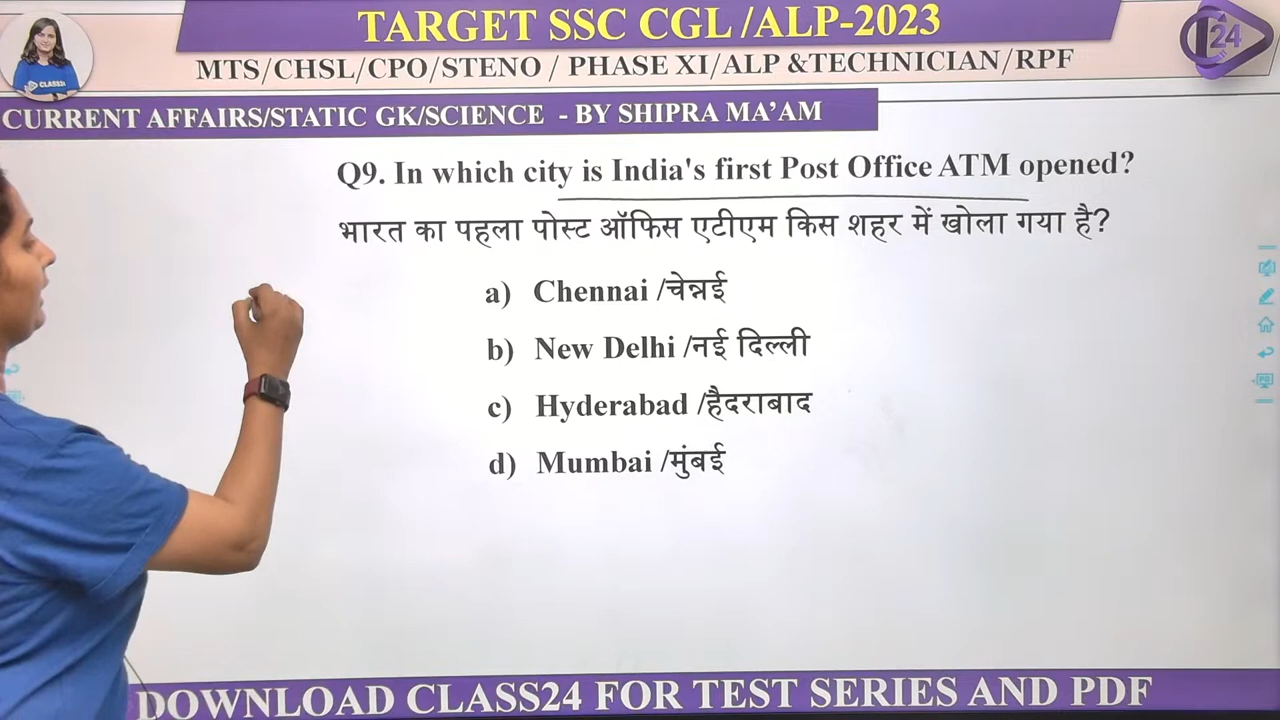 TARGET SSC CGL/ALP-2023
24
MTS/CHSL/CPO/STENO / PHASE XI/ALP &TECHNICIAN/RPF
CLASS24
CURRENT AFFAIRS/STATIC GK/SCIENCE - BY SHIPRA MA'AM
Q9. In which city is India's first Post Office ATM opened?
भारत का पहला पोस्ट ऑफिस एटीएम किस शहर में खोला गया है?
a) Chennai /चेन्नई
b) New Delhi /नई दिल्ली
c) Hyderabad /हैदराबाद
d) Mumbai /मुंबई
DOWNLOAD CLASS24 FOR TEST SERIES AND PDF